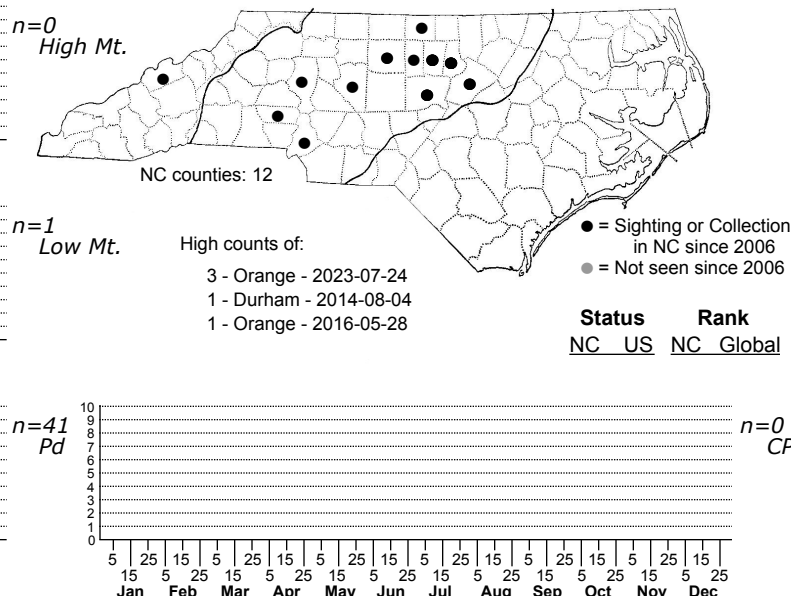 n=0
High Mt.
NC counties: 12
n=1
Low Mt.
High counts of:
3 - Orange - 2023-07-24
1 - Durham - 2014-08-04
1 - Orange - 2016-05-28
= Sighting or Collection
in NC since 2006
= Not seen since 2006
Status Rank
NC US NC Global
n=41
Pd
n=0
CP
10
9
8
7
6
5
4
3
2
1
0
5 25 15 5 25 15 5 25 15 5 25 15 5 25 15 5 25 15
15 5 25 15 5 25 15 5 25 15 5 25 15 5 25 15 5 25
Jan Feb Mar Apr May Jun Jul Aug Sep Oct Nov Dec